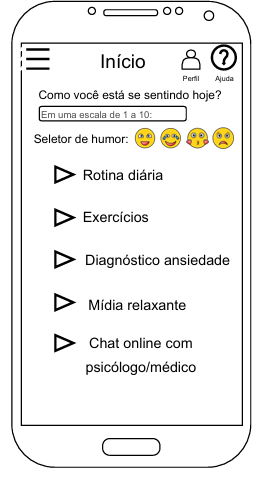 Início
Perfil
Ajuda
Como você está se sentindo hoje?
Em uma escala de 1 a 10:
Seletor de humor:
Rotina diária
Exercícios
Diagnóstico ansiedade
Mídia relaxante
Chat online com
psicólogo/médico